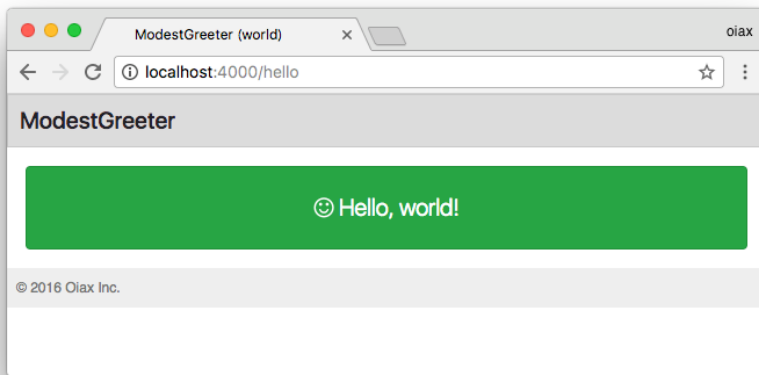 ModestGreeter (world)
oiax
localhost:4000/hello
ModestGreeter
Hello, world!
© 2016 Oiax Inc.